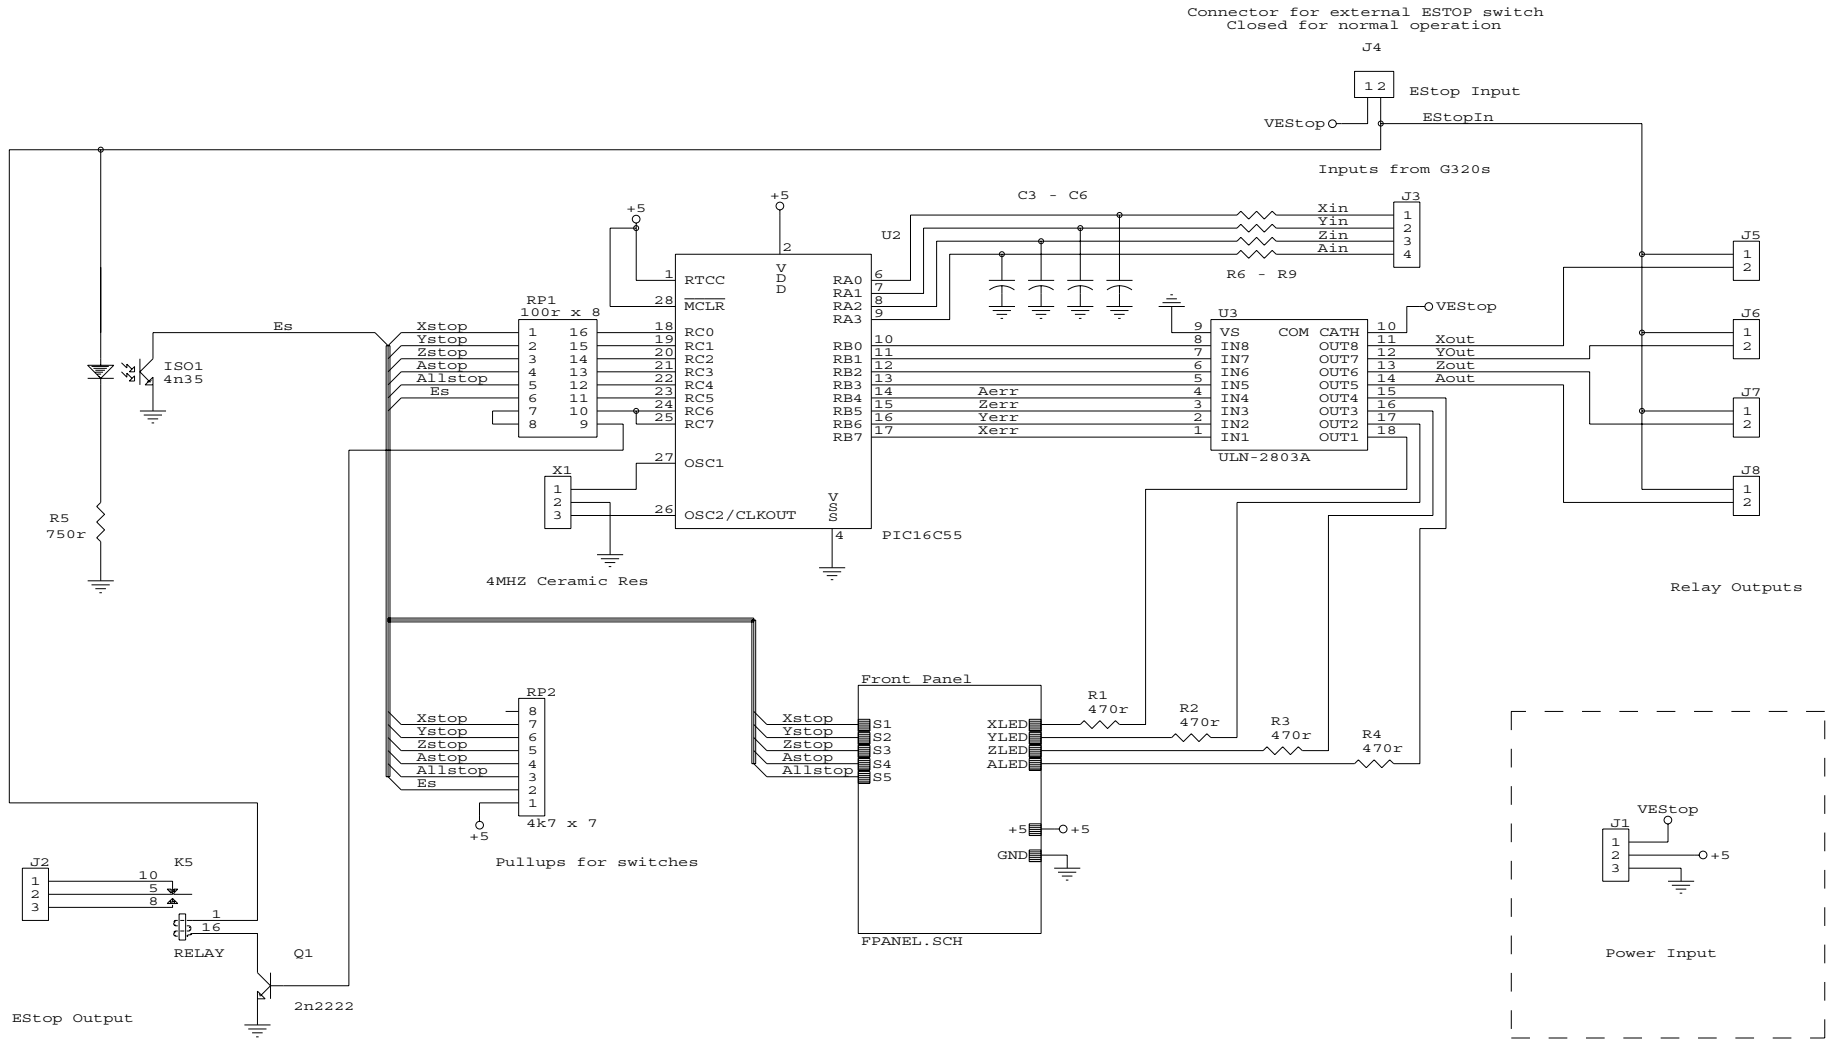 Connector for external ESTOP switch
Closed for normal operation
J4
1 2
EStop Input
VEStop
EStopIn
Inputs from G320s
C3 - C6
J3
Xin
1
Yin
2
Zin
3
Ain
4
R6 - R9
+5
+5
U2
2
VDD
1
RTCC
28
MCLR
18
RC0
19
RC1
20
RC2
21
RC3
22
RC4
23
RC5
24
RC6
25
RC7
27
OSC1
26
OSC2/CLKOUT
VSS
4
PIC16C55
RA0
6
RA1
7
RA2
8
RA3
9
RB0
10
RB1
11
RB2
12
RB3
13
RB4
14
RB5
15
RB6
16
RB7
17
Aerr
Zerr
Yerr
Xerr
RP1
100r x 8
1 16
2 15
3 14
4 13
5 12
6 11
7 10
8 9
Es
Xstop
Ystop
Zstop
Astop
Allstop
Es
ISO1
4n35
R5
750r
X1
1
2
3
4MHZ Ceramic Res
U3
9 VS COM CATH 10
8 IN8 OUT8 11
7 IN7 OUT7 12
6 IN6 OUT6 13
5 IN5 OUT5 14
4 IN4 OUT4 15
3 IN3 OUT3 16
2 IN2 OUT2 17
1 IN1 OUT1 18
ULN-2803A
VEStop
Xout
YOut
Zout
Aout
J5
1
2
J6
1
2
J7
1
2
J8
1
2
Relay Outputs
RP2
8
Xstop 7
Ystop 6
Zstop 5
Astop 4
Allstop 3
Es 2
1
+5
4k7 x 7
Pullups for switches
Front Panel
Xstop S1
Ystop S2
Zstop S3
Astop S4
Allstop S5
XLED
YLED
ZLED
ALED
+5 +5
GND
FPANEL.SCH
R1
470r
R2
470r
R3
470r
R4
470r
VEStop
J1
1
2
3
+5
Power Input
J2
1
2
3
10
5
8
K5
1
16
RELAY
Q1
2n2222
EStop Output